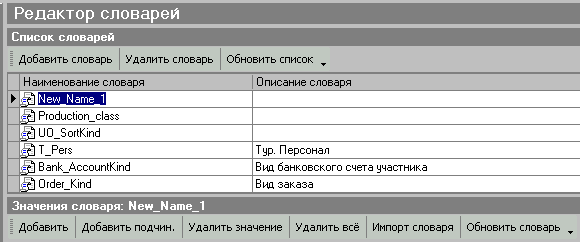 Редактор словарей
Список словарей
Добавить словарь Удалить словарь Обновить список
Наименование словаря Описание словаря
New_Name_1
Production_class
UO_SortKind
T_Pers Тур. Персонал
Bank_AccountKind Вид банковского счета участника
Order_Kind Вид заказа
Значения словаря: New_Name_1
Добавить Добавить подчин. Удалить значение Удалить всё Импорт словаря Обновить словарь